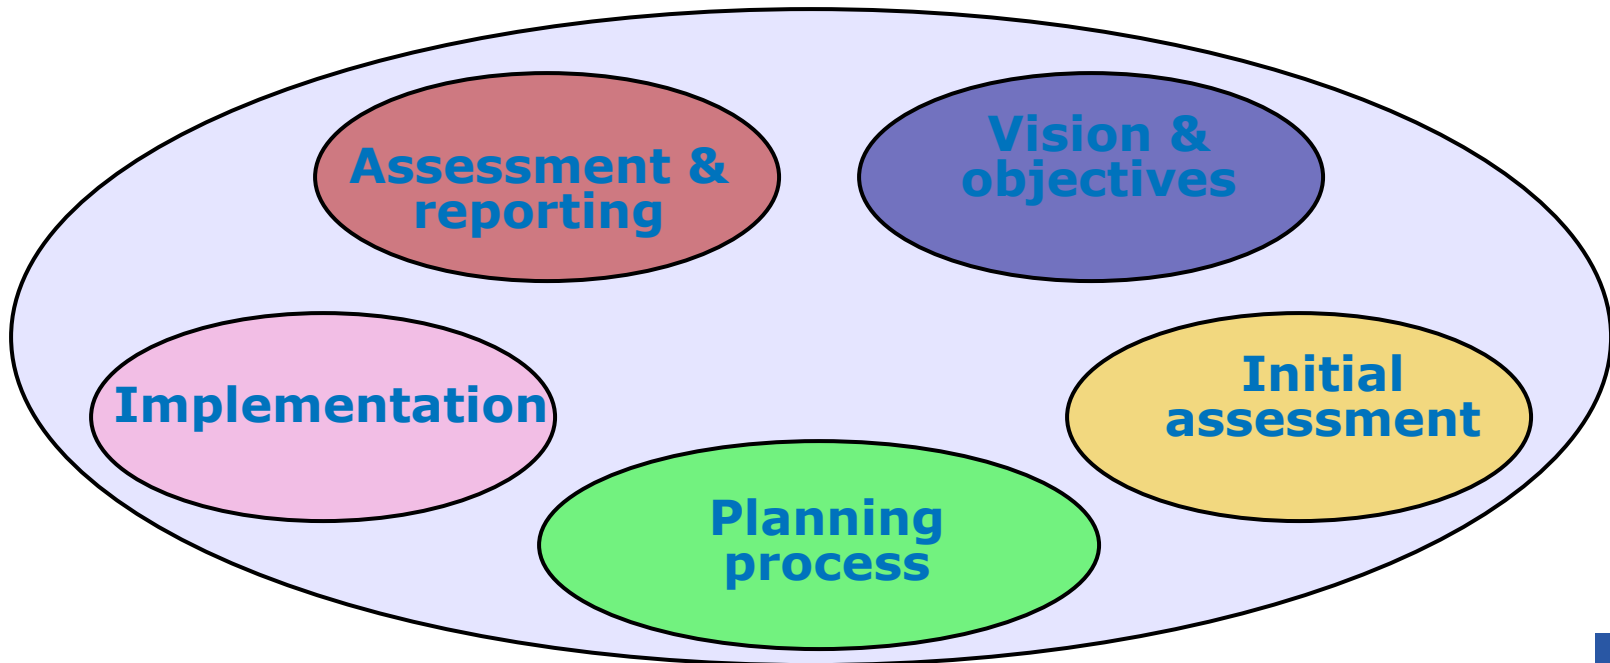 Assessment &
reporting
Vision &
objectives
Implementation
Initial
assessment
Planning
process